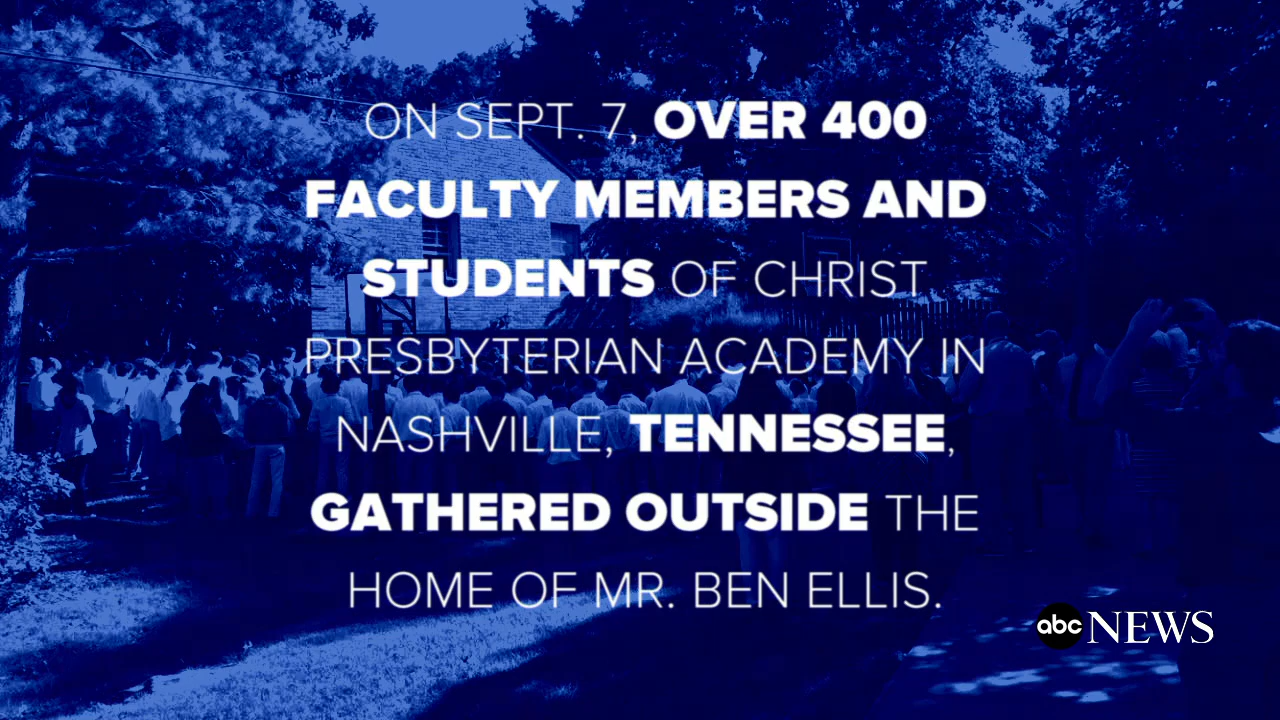 ON SEPT. 7, OVER 400
FACULTY MEMBERS AND
STUDENTS OF CHRIST
PRESBYTERIAN ACADEMY IN
NASHVILLE, TENNESSEE,
GATHERED OUTSIDE THE
HOME OF MR. BEN ELLIS.
abc NEWS